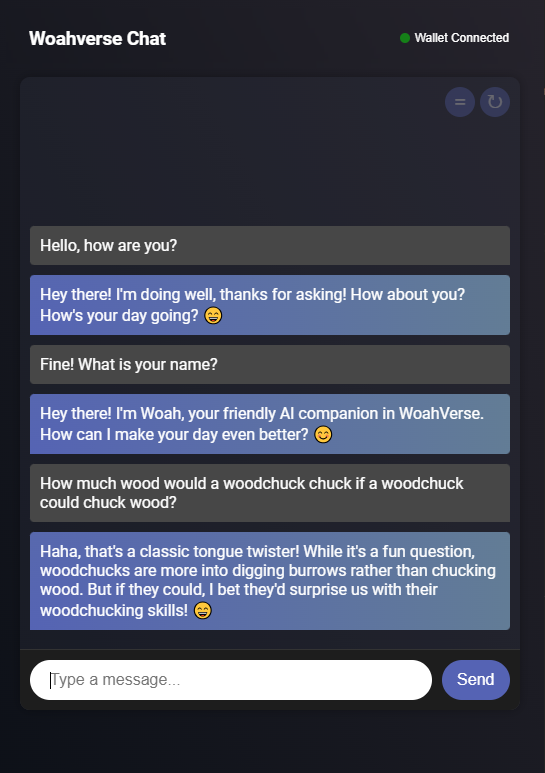 Woahverse Chat
Wallet Connected
= ↻
Hello, how are you?
Hey there! I'm doing well, thanks for asking! How about you?
How's your day going? 😄
Fine! What is your name?
Hey there! I'm Woah, your friendly AI companion in WoahVerse.
How can I make your day even better? 😊
How much wood would a woodchuck chuck if a woodchuck
could chuck wood?
Haha, that's a classic tongue twister! While it's a fun question,
woodchucks are more into digging burrows rather than chucking
wood. But if they could, I bet they'd surprise us with their
woodchucking skills! 😄
Type a message...
Send